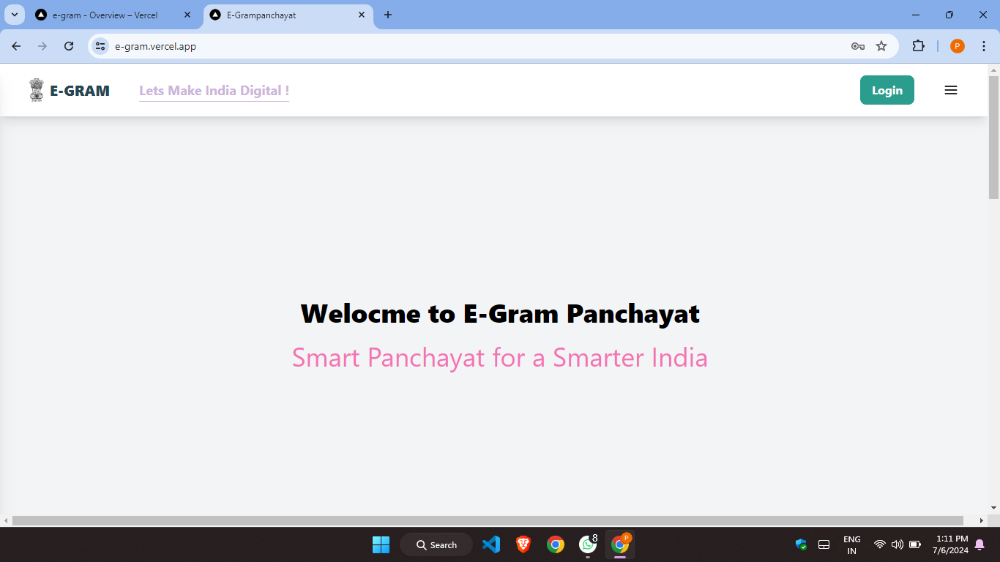 e-gram - Overview – Vercel
E-Grampanchayat
e-gram.vercel.app
P
E-GRAM
Lets Make India Digital !
Login
Welocme to E-Gram Panchayat
Smart Panchayat for a Smarter India
Search
8
P
ENG
IN
1:11 PM
7/6/2024